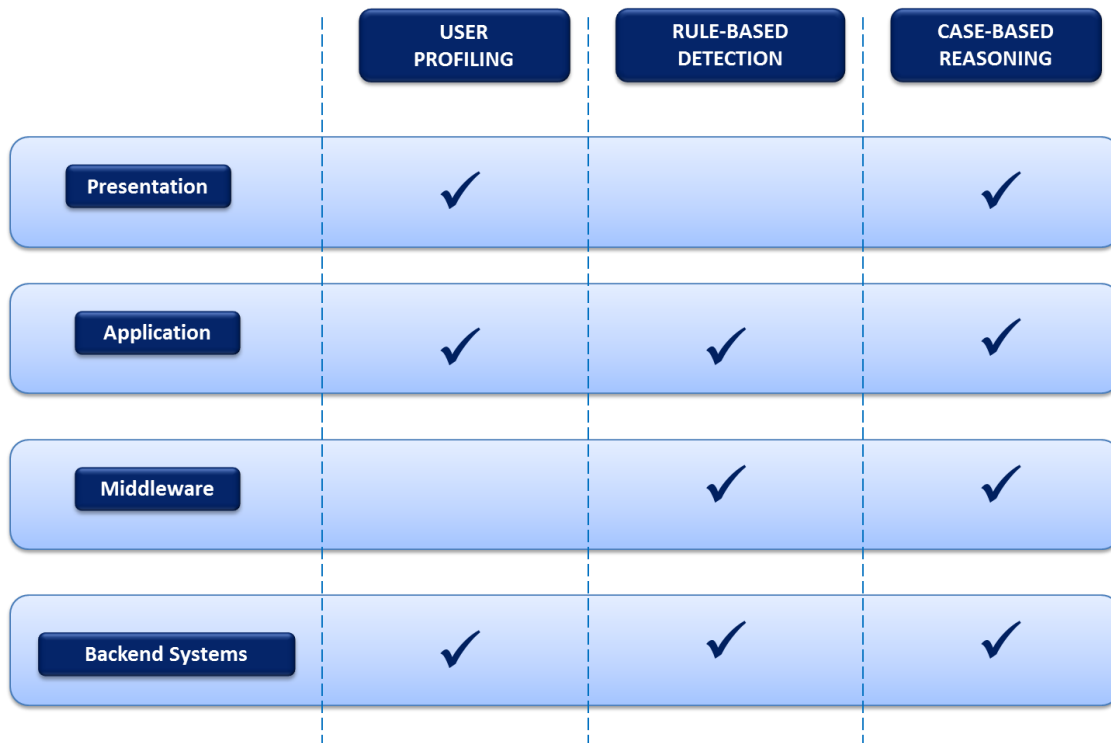 USER
PROFILING
RULE-BASED
DETECTION
CASE-BASED
REASONING
Presentation
Application
Middleware
Backend Systems